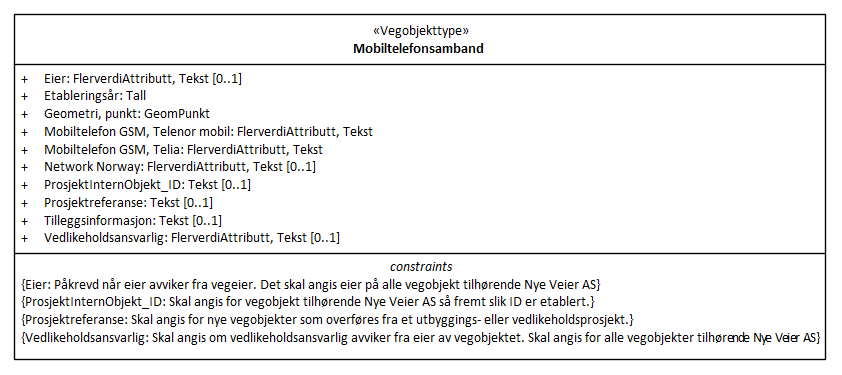 «Vegobjekttype»
Mobiltelefonsamband
+ Eier: FlerverdiAttributt, Tekst [0..1]
+ Etableringsår: Tall
+ Geometri, punkt: GeomPunkt
+ Mobiltelefon GSM, Telenor mobil: FlerverdiAttributt, Tekst
+ Mobiltelefon GSM, Telia: FlerverdiAttributt, Tekst
+ Network Norway: FlerverdiAttributt, Tekst [0..1]
+ ProsjektInternObjekt_ID: Tekst [0..1]
+ Prosjektreferanse: Tekst [0..1]
+ Tilleggsinformasjon: Tekst [0..1]
+ Vedlikeholdsansvarlig: FlerverdiAttributt, Tekst [0..1]
constraints
{Eier: Påkrevd når eier avviker fra vegeier. Det skal angis eier på alle vegobjekt tilhørende Nye Veier AS}
{ProsjektInternObjekt_ID: Skal angis for vegobjekt tilhørende Nye Veier AS så fremt slik ID er etablert.}
{Prosjektreferanse: Skal angis for nye vegobjekter som overføres fra et utbyggings- eller vedlikeholdsprosjekt.}
{Vedlikeholdsansvarlig: Skal angis om vedlikeholdsansvarlig avviker fra eier av vegobjektet. Skal angis for alle vegobjekter tilhørende Nye Veier AS}